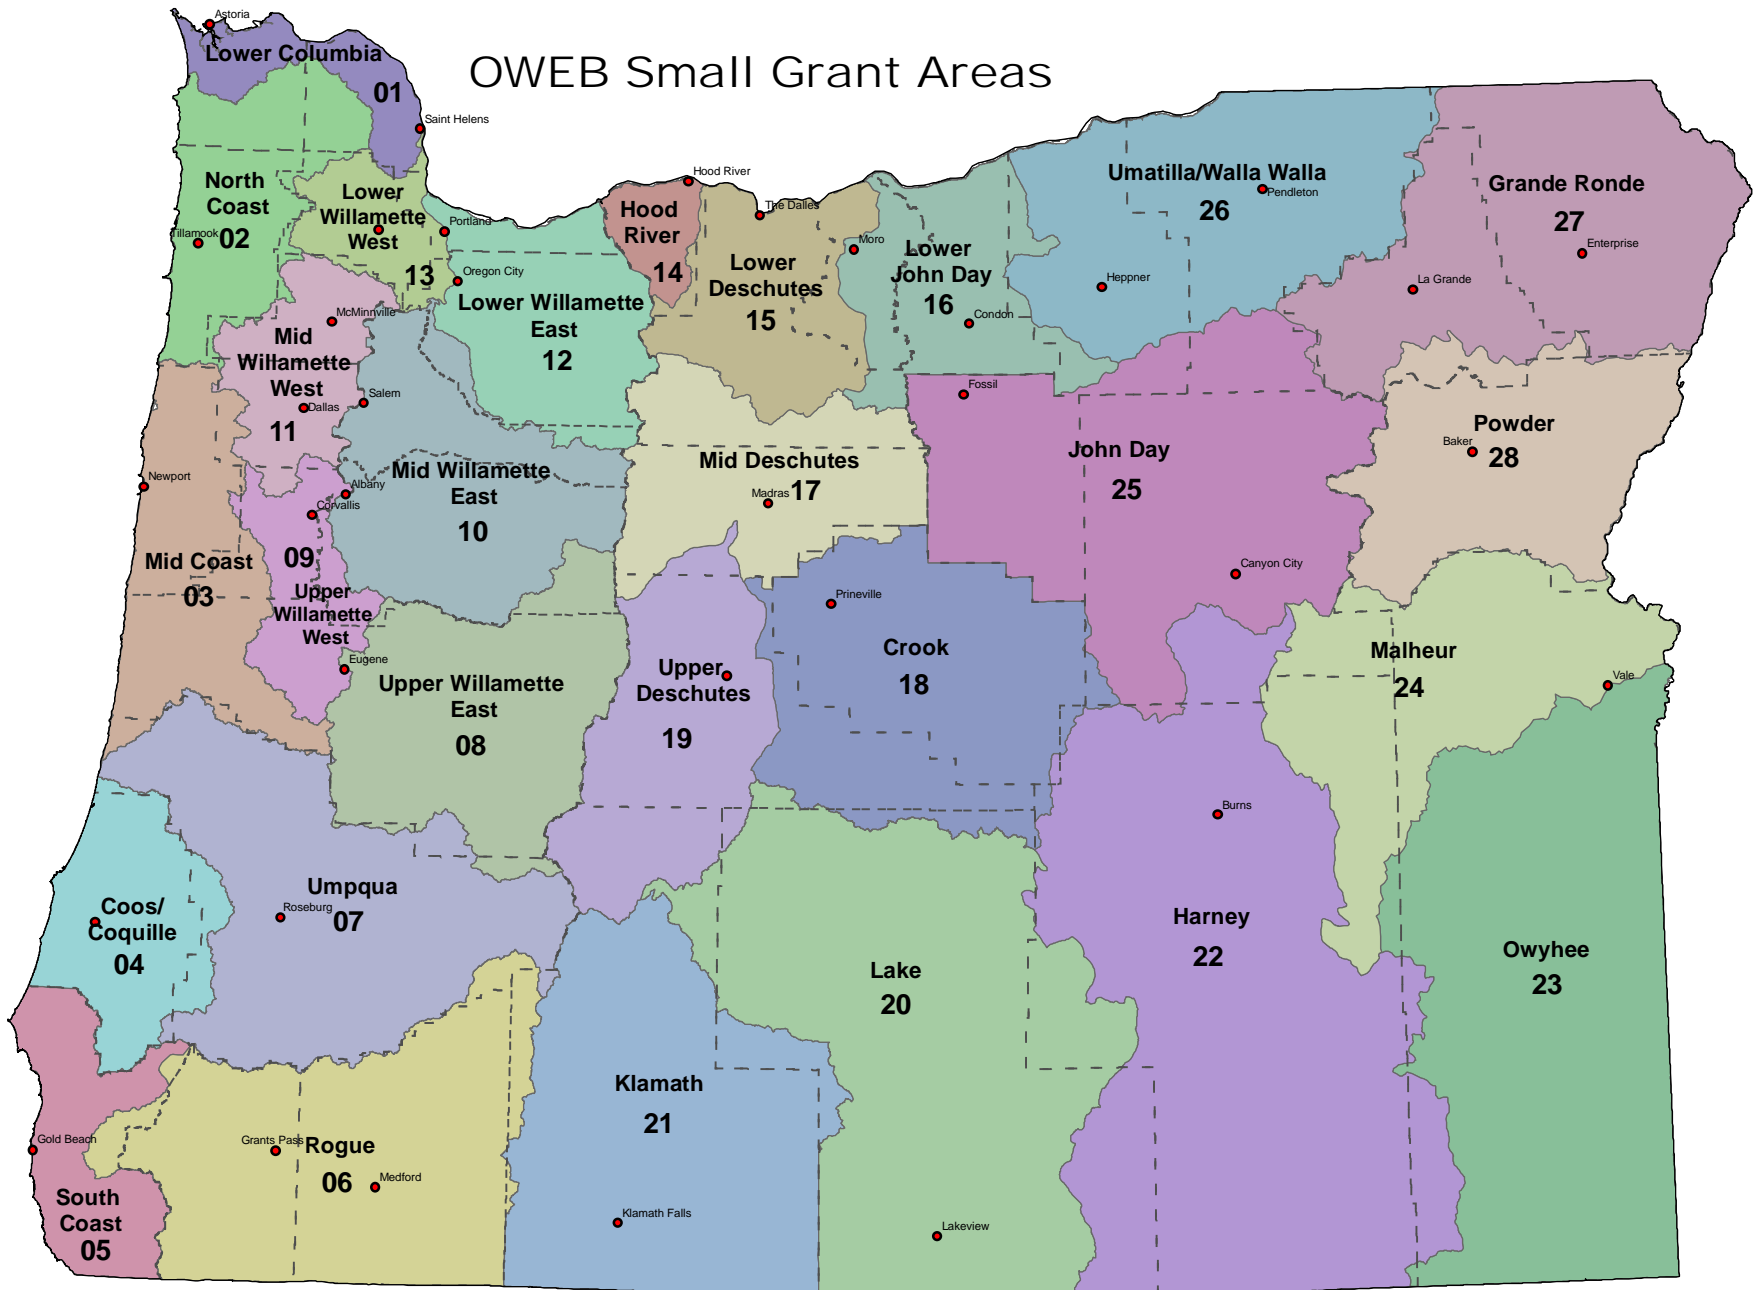 OWEB Small Grant Areas
Astoria
Lower Columbia
01
Saint Helens
North
Coast
02
Tillamook
Lower
Willamette
West
13
Portland
Oregon City
Hood River
Hood
River
14
The Dalles
Lower
Deschutes
15
Moro
Lower
John Day
16
Condon
Umatilla/Walla Walla
26
Pendleton
Heppner
Grande Ronde
27
Enterprise
La Grande
Lower Willamette
East
12
McMinnville
Mid
Willamette
West
Dallas
11
Salem
Mid Willamette
East
10
Albany
Corvallis
09
Upper
Willamette
West
Eugene
Newport
Mid Coast
03
Mid Deschutes
17
Madras
Fossil
John Day
25
Canyon City
Powder
28
Baker
Prineville
Crook
18
Upper
Deschutes
19
Upper Willamette
East
08
Malheur
24
Vale
Burns
Harney
22
Owyhee
23
Coos/
Coquille
04
Umpqua
07
Roseburg
Lake
20
Lakeview
Klamath
21
Klamath Falls
Rogue
06
Grants Pass
Medford
Gold Beach
South
Coast
05